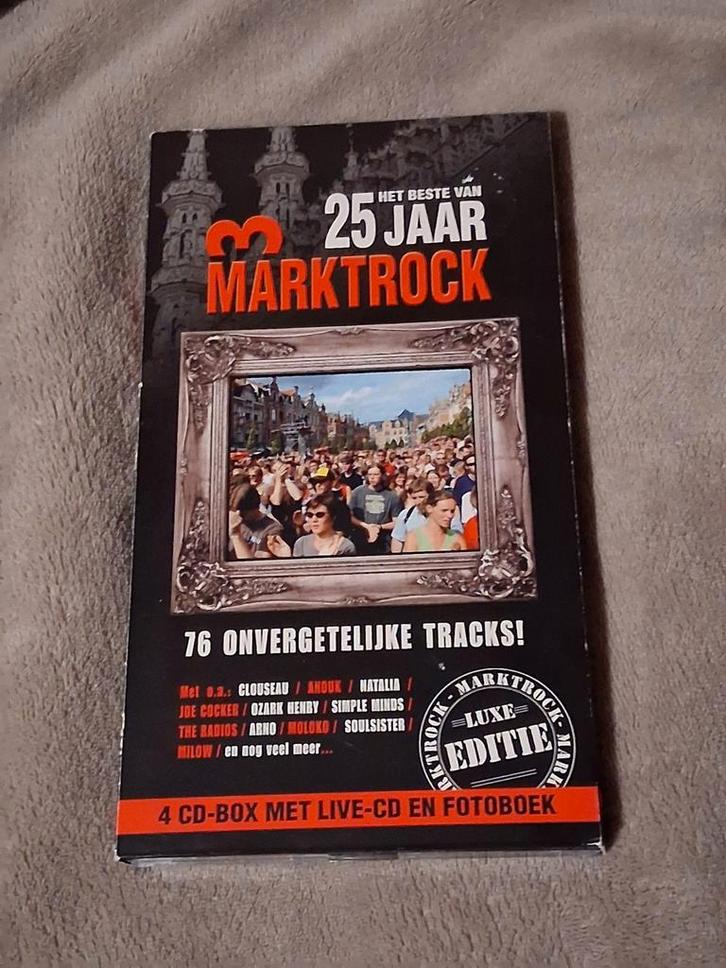 HET BESTE VAN
25 JAAR
MARKTROCK
76 ONVERGETELIJKE TRACKS!
Met o.a.: CLOUSEAU / ANOUK / NATALIA /
JOE COCKER / OZARK HENRY / SIMPLE MINDS /
THE RADIOS / ARNO / MOLOKO / SOULSISTER /
MILOW / en nog veel meer...
MARKTROCK - MARKTROCK - MARK
LUXE
EDITIE
4 CD-BOX MET LIVE-CD EN FOTOBOEK